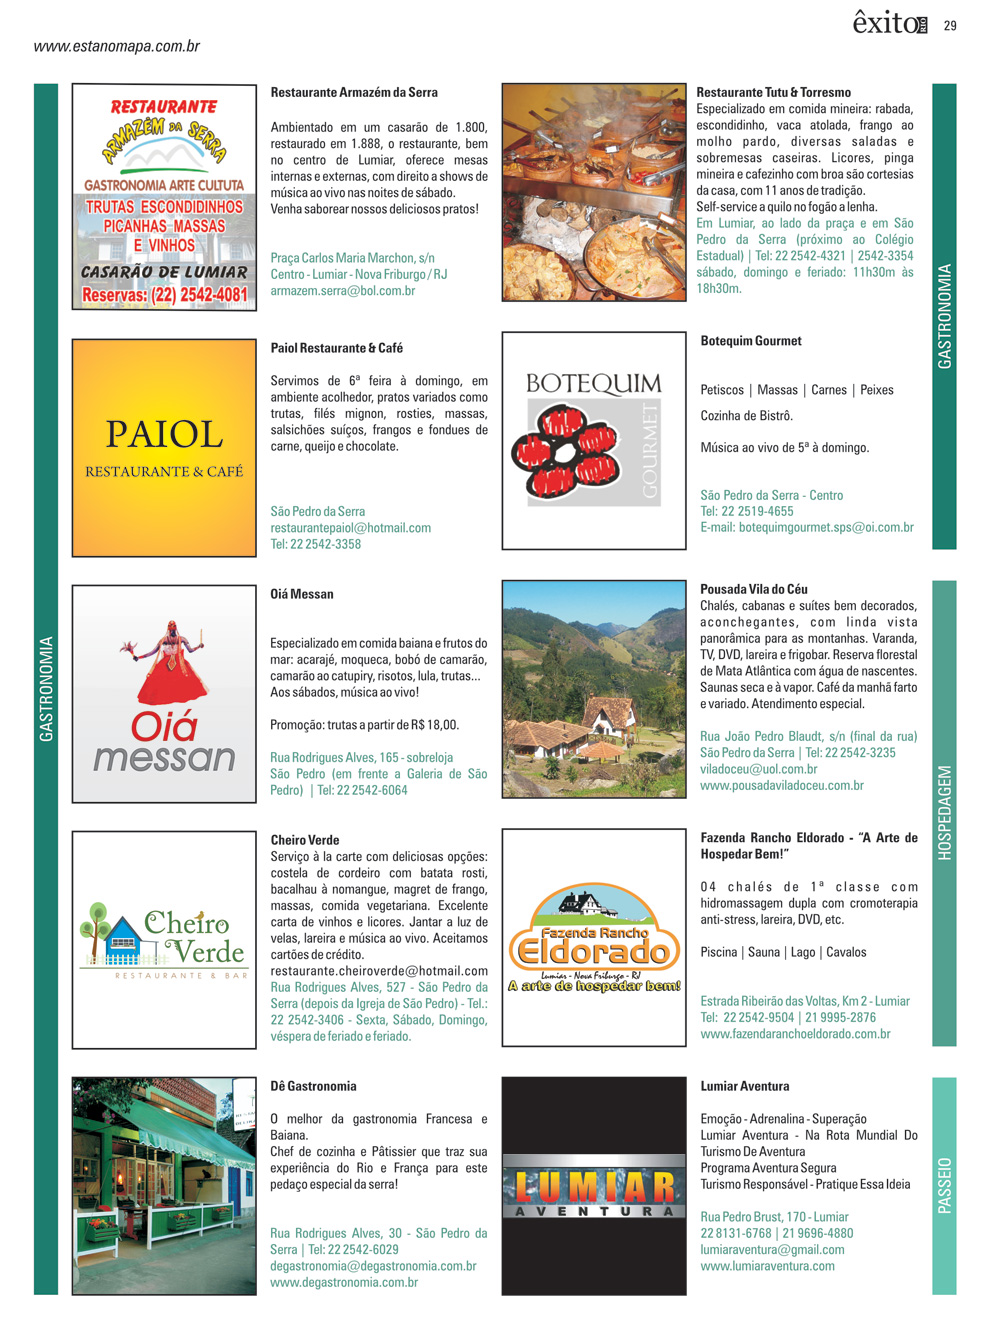 êxito RIO
29
www.estanomapa.com.br
GASTRONOMIA
RESTAURANTE
ARMAZÉM DA SERRA
GASTRONOMIA ARTE CULTUTA
TRUTAS ESCONDIDINHOS
PICANHAS MASSAS
E VINHOS
CASARÃO DE LUMIAR
Reservas: (22) 2542-4081
Restaurante Armazém da Serra
Ambientado em um casarão de 1.800,
restaurado em 1.888, o restaurante, bem
no centro de Lumiar, oferece mesas
internas e externas, com direito a shows de
música ao vivo nas noites de sábado.
Venha saborear nossos deliciosos pratos!
Praça Carlos Maria Marchon, s/n
Centro - Lumiar - Nova Friburgo / RJ
armazem.serra@bol.com.br
PAIOL
RESTAURANTE & CAFÉ
Paiol Restaurante & Café
Servimos de 6ª feira à domingo, em
ambiente acolhedor, pratos variados como
trutas, filés mignon, rosties, massas,
salsichões suíços, frangos e fondues de
carne, queijo e chocolate.
São Pedro da Serra
restaurantepaiol@hotmail.com
Tel: 22 2542-3358
Oiá
messan
Oiá Messan
Especializado em comida baiana e frutos do
mar: acarajé, moqueca, bobó de camarão,
camarão ao catupiry, risotos, lula, trutas...
Aos sábados, música ao vivo!
Promoção: trutas a partir de R$ 18,00.
Rua Rodrigues Alves, 165 - sobreloja
São Pedro (em frente a Galeria de São
Pedro) | Tel: 22 2542-6064
Cheiro
Verde
RESTAURANTE & BAR
Cheiro Verde
Serviço à la carte com deliciosas opções:
costela de cordeiro com batata rosti,
bacalhau à nomangue, magret de frango,
massas, comida vegetariana. Excelente
carta de vinhos e licores. Jantar a luz de
velas, lareira e música ao vivo. Aceitamos
cartões de crédito.
restaurante.cheiroverde@hotmail.com
Rua Rodrigues Alves, 527 - São Pedro da
Serra (depois da Igreja de São Pedro) - Tel.:
22 2542-3406 - Sexta, Sábado, Domingo,
véspera de feriado e feriado.
Dê Gastronomia
O melhor da gastronomia Francesa e
Baiana.
Chef de cozinha e Pâtissier que traz sua
experiência do Rio e França para este
pedaço especial da serra!
Rua Rodrigues Alves, 30 - São Pedro da
Serra | Tel: 22 2542-6029
degastronomia@degastronomia.com.br
www.degastronomia.com.br
Restaurante Tutu & Torresmo
Especializado em comida mineira: rabada,
escondidinho, vaca atolada, frango ao
molho pardo, diversas saladas e
sobremesas caseiras. Licores, pinga
mineira e cafezinho com broa são cortesias
da casa, com 11 anos de tradição.
Self-service a quilo no fogão a lenha.
Em Lumiar, ao lado da praça e em São
Pedro da Serra (próximo ao Colégio
Estadual) | Tel: 22 2542-4321 | 2542-3354
sábado, domingo e feriado: 11h30m às
18h30m.
GASTRONOMIA
BOTEQUIM
GOURMET
Botequim Gourmet
Petiscos | Massas | Carnes | Peixes
Cozinha de Bistrô.
Música ao vivo de 5ª à domingo.
São Pedro da Serra - Centro
Tel: 22 2519-4655
E-mail: botequimgourmet.sps@oi.com.br
Pousada Vila do Céu
Chalés, cabanas e suítes bem decorados,
aconchegantes, com linda vista
panorâmica para as montanhas. Varanda,
TV, DVD, lareira e frigobar. Reserva florestal
de Mata Atlântica com água de nascentes.
Saunas seca e à vapor. Café da manhã farto
e variado. Atendimento especial.
Rua João Pedro Blaudt, s/n (final da rua)
São Pedro da Serra | Tel: 22 2542-3235
viladoceu@uol.com.br
www.pousadaviladoceu.com.br
HOSPEDAGEM
Fazenda Rancho
Eldorado
Lumiar - Nova Friburgo - RJ
A arte de hospedar bem!
Fazenda Rancho Eldorado - “A Arte de
Hospedar Bem!”
04 chalés de 1ª classe com
hidromassagem dupla com cromoterapia
anti-stress, lareira, DVD, etc.
Piscina | Sauna | Lago | Cavalos
Estrada Ribeirão das Voltas, Km 2 - Lumiar
Tel: 22 2542-9504 | 21 9995-2876
www.fazendaranchoeldorado.com.br
LUMIAR
AVENTURA
Lumiar Aventura
Emoção - Adrenalina - Superação
Lumiar Aventura - Na Rota Mundial Do
Turismo De Aventura
Programa Aventura Segura
Turismo Responsável - Pratique Essa Ideia
Rua Pedro Brust, 170 - Lumiar
22 8131-6768 | 21 9696-4880
lumiaraventura@gmail.com
www.lumiaraventura.com
PASSEIO